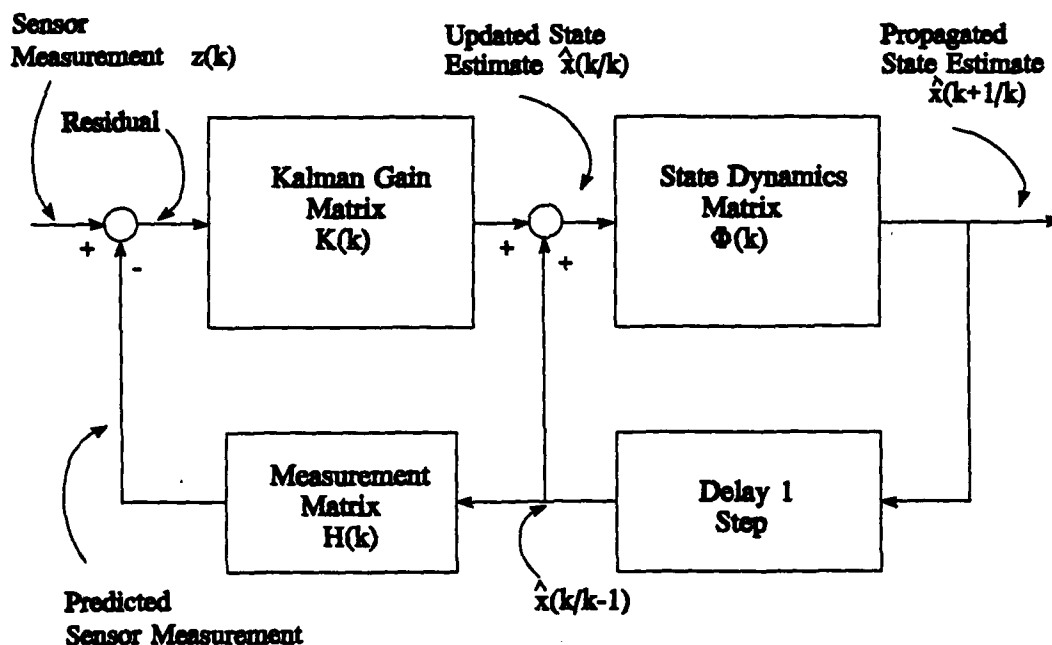 Sensor
Measurement z(k)
Residual
Updated State
Estimate x̂(k/k)
Propagated
State Estimate
x̂(k+1/k)
Kalman Gain
Matrix
K(k)
State Dynamics
Matrix
Φ(k)
+
-
+
+
Measurement
Matrix
H(k)
Delay 1
Step
x̂(k/k-1)
Predicted
Sensor Measurement